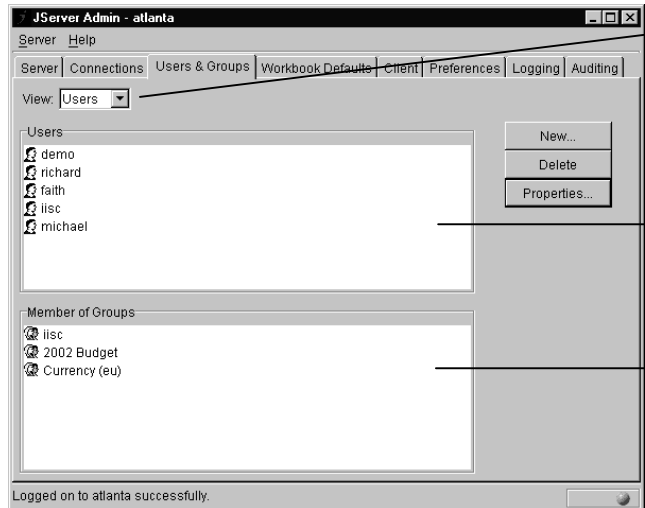 JServer Admin - atlanta
Server Help
Server Connections Users & Groups Workbook Defaults Client Preferences Logging Auditing
View: Users
Users
New...
demo
Delete
richard
faith
Properties...
iisc
michael
Member of Groups
iisc
2002 Budget
Currency (eu)
Logged on to atlanta successfully.